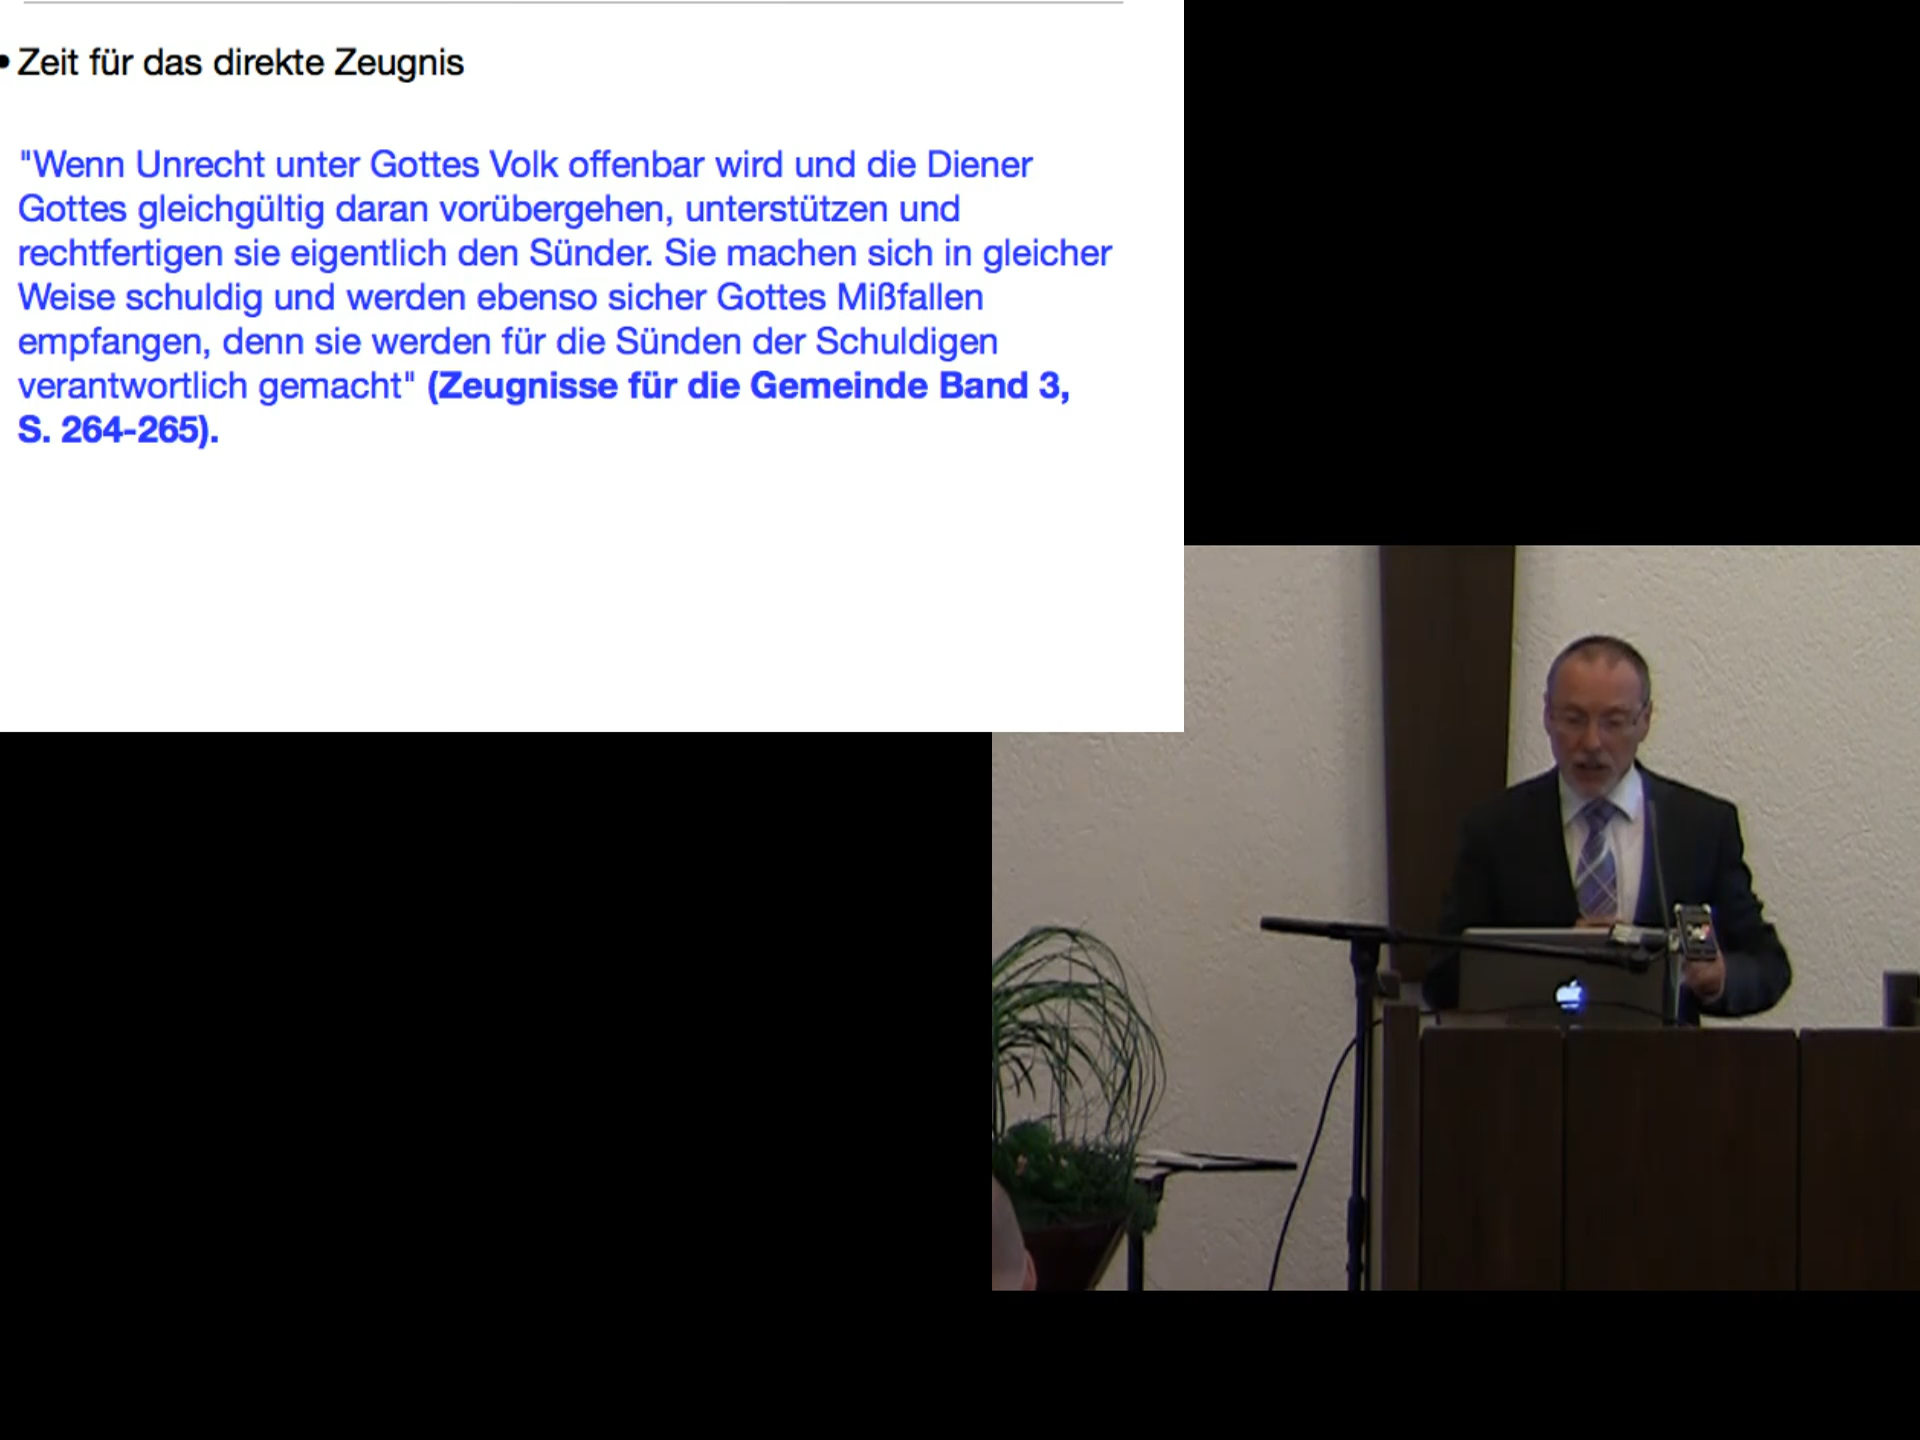 • Zeit für das direkte Zeugnis
"Wenn Unrecht unter Gottes Volk offenbar wird und die Diener
Gottes gleichgültig daran vorübergehen, unterstützen und
rechtfertigen sie eigentlich den Sünder. Sie machen sich in gleicher
Weise schuldig und werden ebenso sicher Gottes Mißfallen
empfangen, denn sie werden für die Sünden der Schuldigen
verantwortlich gemacht" (Zeugnisse für die Gemeinde Band 3,
S. 264-265).